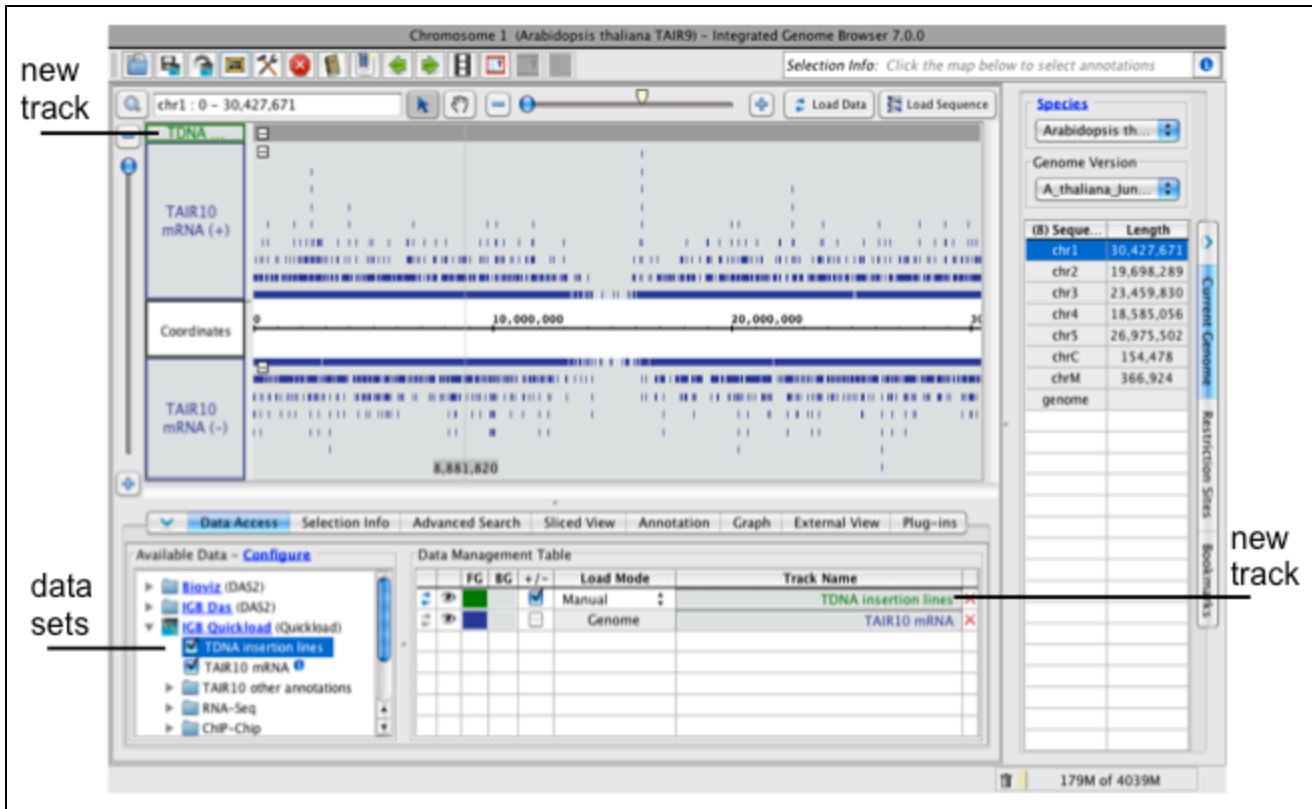 Chromosome 1 (Arabidopsis thaliana TAIR9) - Integrated Genome Browser 7.0.0
new
track
Selection Info: Click the map below to select annotations
chr1 : 0 - 30,427,671
Load Data
Load Sequence
TDNA ...
TAIR10
mRNA (+)
Coordinates
0
10,000,000
20,000,000
30
TAIR10
mRNA (-)
8,881,820
Species
Arabidopsis th...
Genome Version
A_thaliana_Jun...
(8) Seque... Length
chr1 30,427,671
chr2 19,698,289
chr3 23,459,830
chr4 18,585,056
chr5 26,975,502
chrC 154,478
chrM 366,924
genome
Current Genome
Restriction Sites
Bookmarks
Data Access Selection Info Advanced Search Sliced View Annotation Graph External View Plug-ins
Available Data - Configure
Bioviz (DAS2)
IGB Das (DAS2)
IGB Quickload (Quickload)
TDNA insertion lines
TAIR10 mRNA
TAIR10 other annotations
RNA-Seq
ChIP-Chip
data
sets
Data Management Table
FG BG +/- Load Mode Track Name
Manual TDNA insertion lines
Genome TAIR10 mRNA
new
track
179M of 4039M